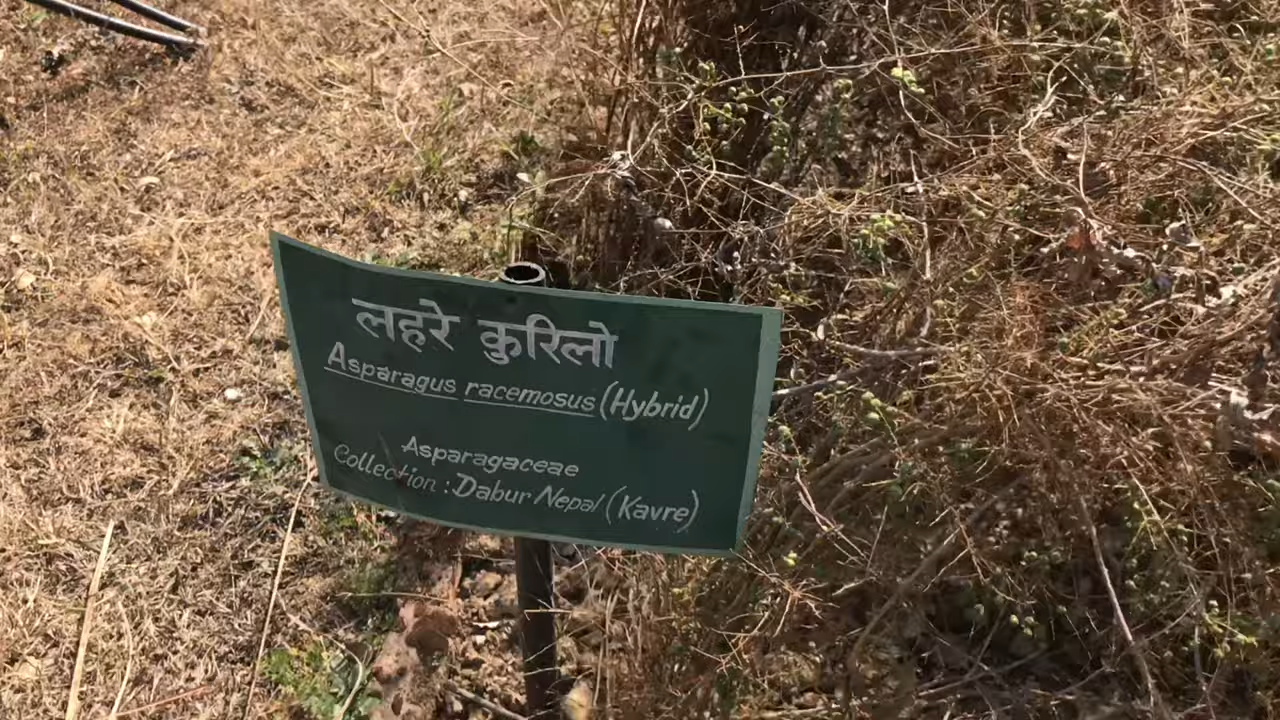 लहरे कुरिलो
Asparagus racemosus (Hybrid)
Asparagaceae
Collection : Dabur Nepal (Kavre)